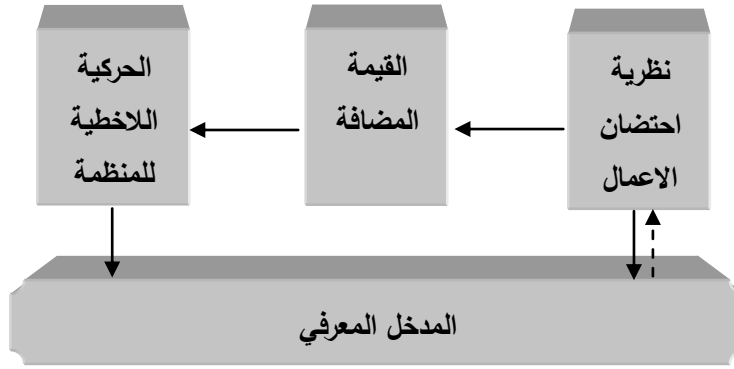 نظرية
احتضان
الاعمال
القيمة
المضافة
الحركية
اللاخطية
للمنظمة
المدخل المعرفي